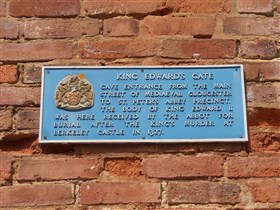 KING EDWARD'S GATE
GATE ENTRANCE FROM THE MAIN
STREET OF MEDIAEVAL GLOUCESTER
TO ST. PETER'S ABBEY PRECINCT.
THE BODY OF KING EDWARD II
WAS HERE RECEIVED BY THE ABBOT FOR
BURIAL AFTER THE KING'S MURDER AT
BERKELEY CASTLE IN 1327.